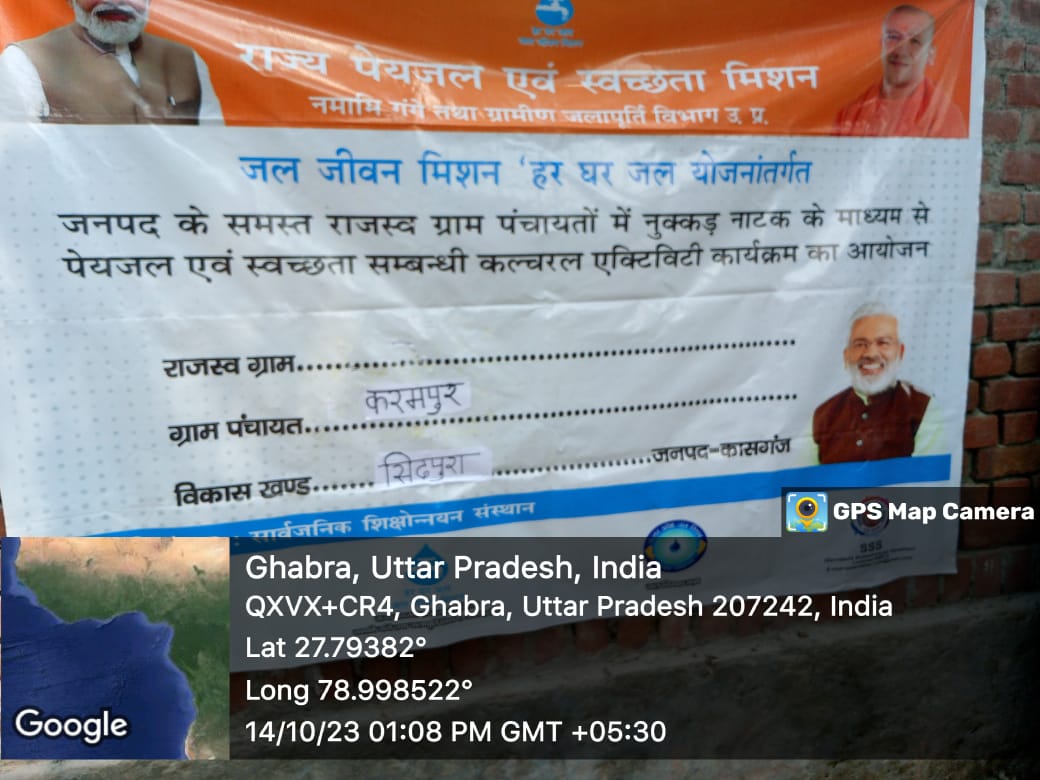 राज्य पेयजल एवं स्वच्छता मिशन
नमामि गंगे तथा ग्रामीण जलापूर्ति विभाग उ. प्र.
जल जीवन मिशन 'हर घर जल योजनांतर्गत
जनपद के समस्त राजस्व ग्राम पंचायतों में नुक्कड़ नाटक के माध्यम से
पेयजल एवं स्वच्छता सम्बन्धी कल्चरल एक्टिविटी कार्यक्रम का आयोजन
राजस्व ग्राम......................................................
ग्राम पंचायत.... करमपुर ......................................................
विकास खण्ड....... सिढपुरा ......................जनपद-कासगंज
सार्वजनिक शिक्षोन्नयन संस्थान
SSS
GPS Map Camera
Ghabra, Uttar Pradesh, India
QXVX+CR4, Ghabra, Uttar Pradesh 207242, India
Lat 27.79382°
Long 78.998522°
14/10/23 01:08 PM GMT +05:30
Google